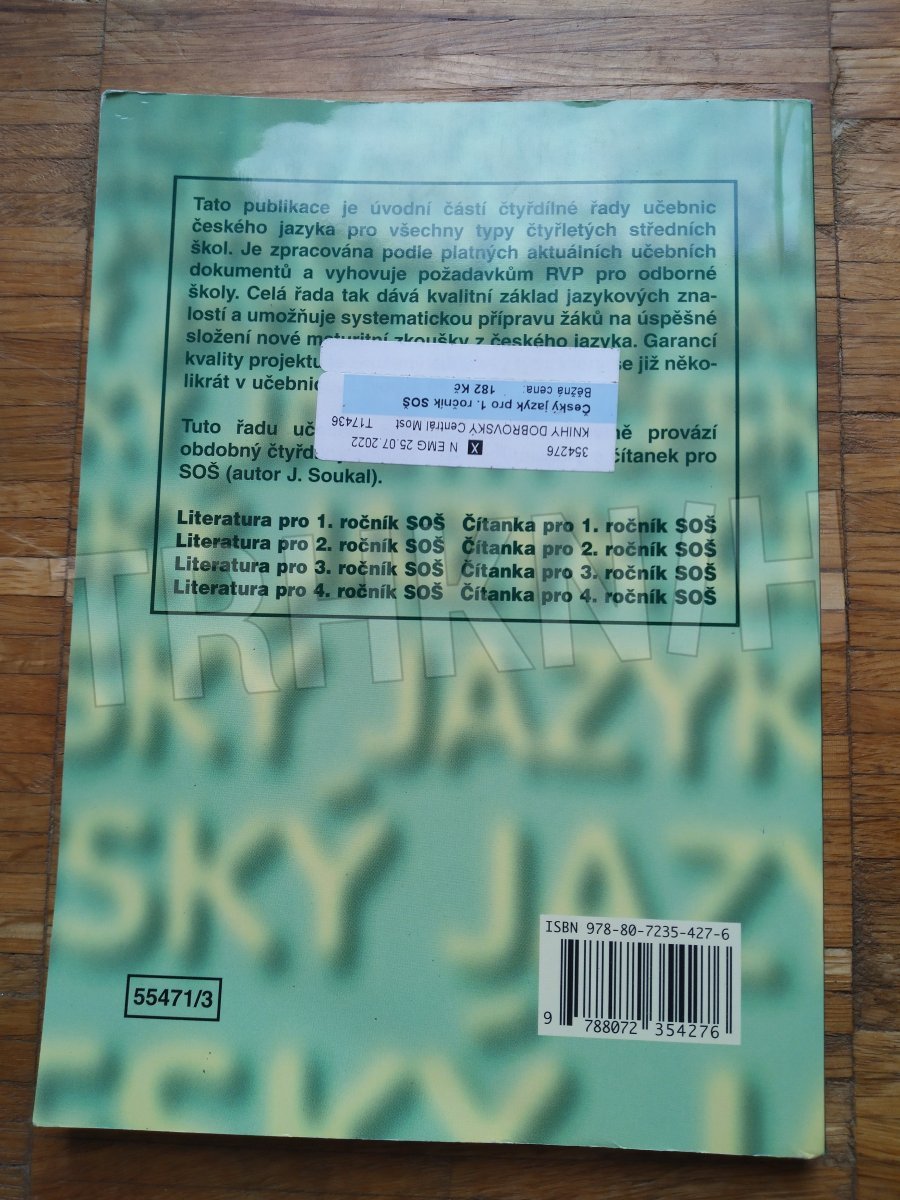 Tato publikace je úvodní částí čtyřdílné řady učebnic
českého jazyka pro všechny typy čtyřletých středních
škol. Je zpracována podle platných aktuálních učebních
dokumentů a vyhovuje požadavkům RVP pro odborné
školy. Celá řada tak dává kvalitní základ jazykových zna-
lostí a umožňuje systematickou přípravu žáků na úspěšné
složení nové maturitní zkoušky z českého jazyka. Garancí
kvality projektu se již něko-
likrát v učebnic
Běžná cena: 182 Kč
Český jazyk pro 1. ročník SOŠ
KNIHY DOBROVSKÝ Centrál Most T17436
354276 X N EMG 25.07.2022
Tuto řadu provází
obdobný čítanek pro
SOŠ (autor J. Soukal).
Literatura pro 1. ročník SOŠ Čítanka pro 1. ročník SOŠ
Literatura pro 2. ročník SOŠ Čítanka pro 2. ročník SOŠ
Literatura pro 3. ročník SOŠ Čítanka pro 3. ročník SOŠ
Literatura pro 4. ročník SOŠ Čítanka pro 4. ročník SOŠ
TRHKNIH
SKÝ JAZYK
SKÝ JAZY
ISBN 978-80-7235-427-6
9 788072 354276
55471/3